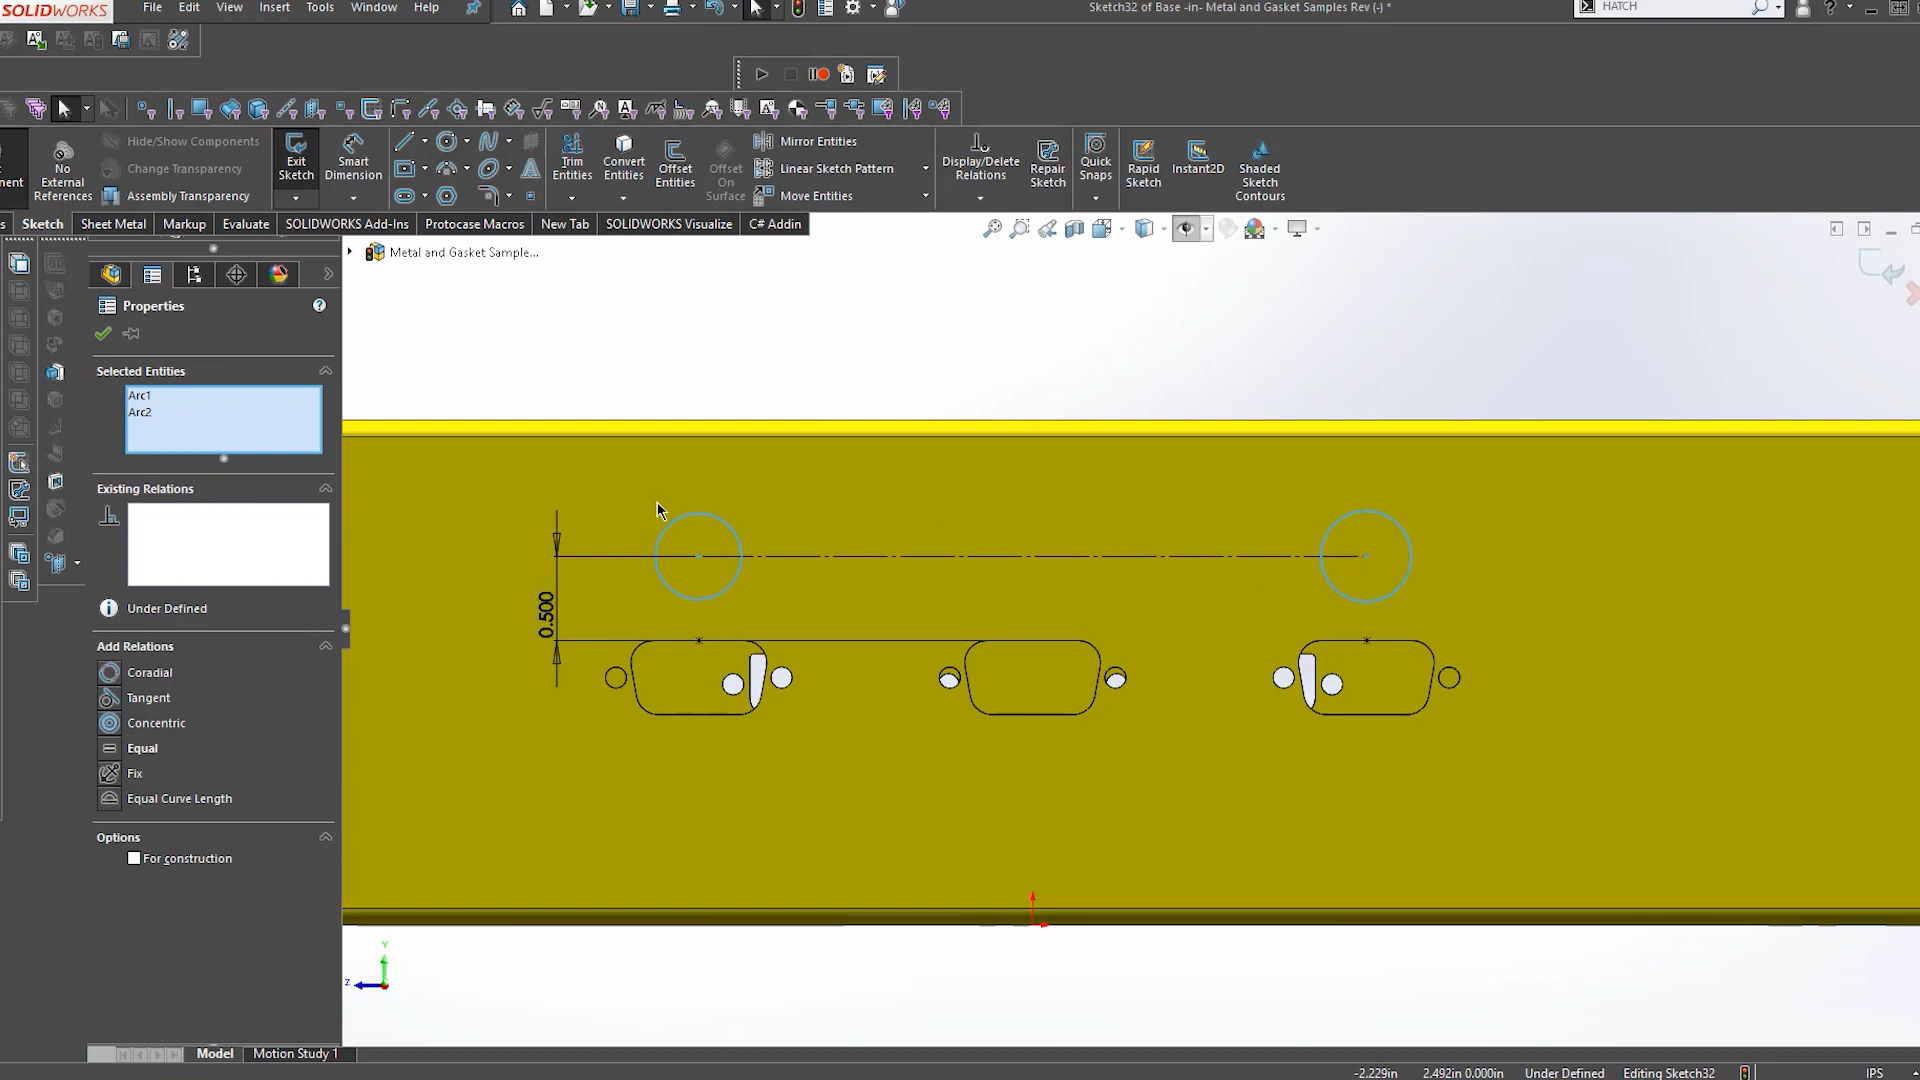 SOLIDWORKS
File Edit View Insert Tools Window Help
Sketch32 of Base -in- Metal and Gasket Samples Rev (-) *
HATCH
No External References
Hide/Show Components
Change Transparency
Assembly Transparency
Exit Sketch
Smart Dimension
Trim Entities
Convert Entities
Offset Entities
Offset On Surface
Mirror Entities
Linear Sketch Pattern
Move Entities
Display/Delete Relations
Repair Sketch
Quick Snaps
Rapid Sketch
Instant2D
Shaded Sketch Contours
Sketch Sheet Metal Markup Evaluate SOLIDWORKS Add-Ins Protocase Macros New Tab SOLIDWORKS Visualize C# Addin
Metal and Gasket Sample...
Properties
Selected Entities
Arc1
Arc2
Existing Relations
Under Defined
Add Relations
Coradial
Tangent
Concentric
Equal
Fix
Equal Curve Length
Options
For construction
0.500
Y
Z
Model Motion Study 1
-2.229in 2.492in 0.000in Under Defined Editing Sketch32 IPS